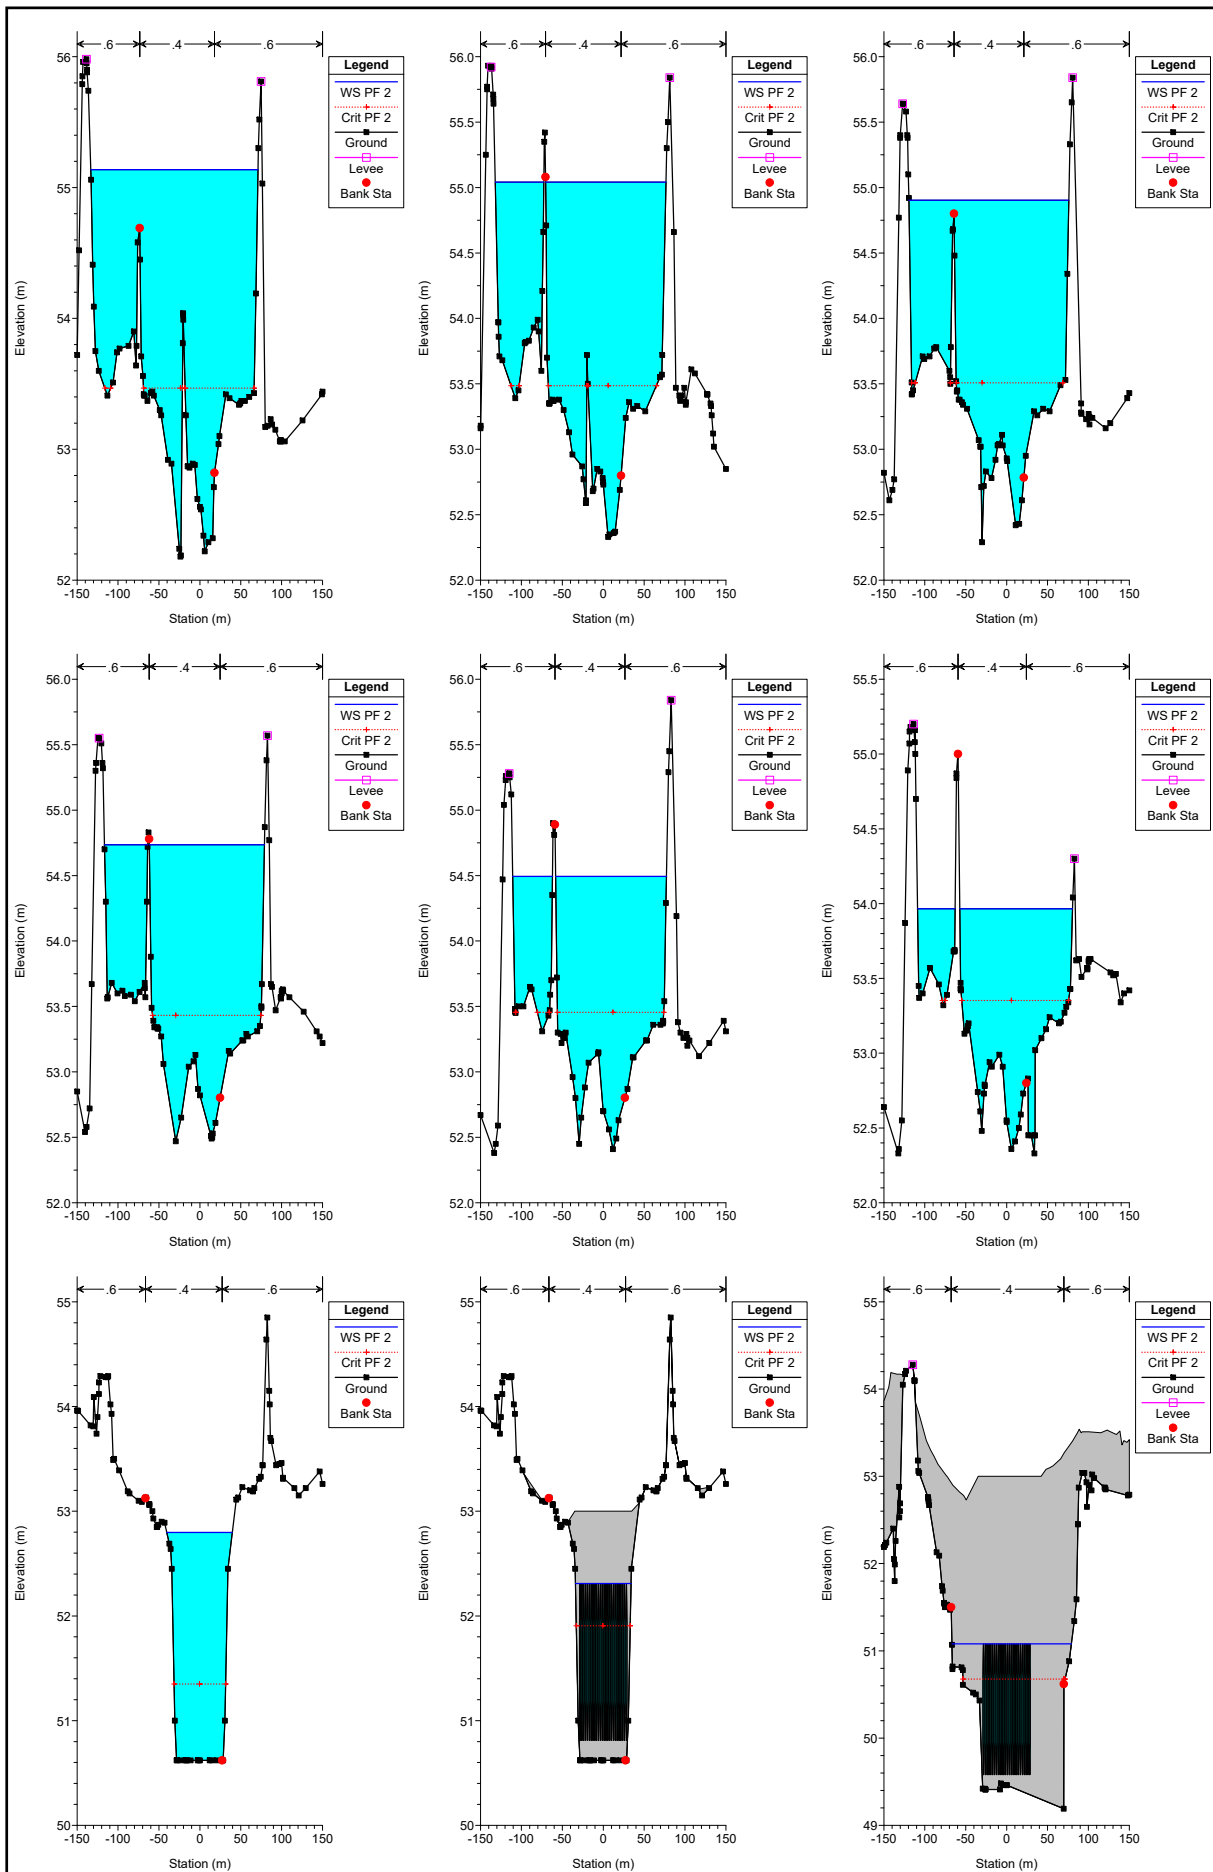 .6 .4 .6
56
55
54
53
52
-150 -100 -50 0 50 100 150
Station (m)
Elevation (m)
Legend
WS PF 2
Crit PF 2
Ground
Levee
Bank Sta
.6 .4 .6
56.0
55.5
55.0
54.5
54.0
53.5
53.0
52.5
52.0
-150 -100 -50 0 50 100 150
Station (m)
Elevation (m)
Legend
WS PF 2
Crit PF 2
Ground
Levee
Bank Sta
.6 .4 .6
56.0
55.5
55.0
54.5
54.0
53.5
53.0
52.5
52.0
-150 -100 -50 0 50 100 150
Station (m)
Elevation (m)
Legend
WS PF 2
Crit PF 2
Ground
Levee
Bank Sta
.6 .4 .6
56.0
55.5
55.0
54.5
54.0
53.5
53.0
52.5
52.0
-150 -100 -50 0 50 100 150
Station (m)
Elevation (m)
Legend
WS PF 2
Crit PF 2
Ground
Levee
Bank Sta
.6 .4 .6
56.0
55.5
55.0
54.5
54.0
53.5
53.0
52.5
52.0
-150 -100 -50 0 50 100 150
Station (m)
Elevation (m)
Legend
WS PF 2
Crit PF 2
Ground
Levee
Bank Sta
.6 .4 .6
55.5
55.0
54.5
54.0
53.5
53.0
52.5
52.0
-150 -100 -50 0 50 100 150
Station (m)
Elevation (m)
Legend
WS PF 2
Crit PF 2
Ground
Levee
Bank Sta
.6 .4 .6
55
54
53
52
51
50
-150 -100 -50 0 50 100 150
Station (m)
Elevation (m)
Legend
WS PF 2
Crit PF 2
Ground
Bank Sta
.6 .4 .6
55
54
53
52
51
50
-150 -100 -50 0 50 100 150
Station (m)
Elevation (m)
Legend
WS PF 2
Crit PF 2
Ground
Bank Sta
.6 .4 .6
55
54
53
52
51
50
49
-150 -100 -50 0 50 100 150
Station (m)
Elevation (m)
Legend
WS PF 2
Crit PF 2
Ground
Levee
Bank Sta